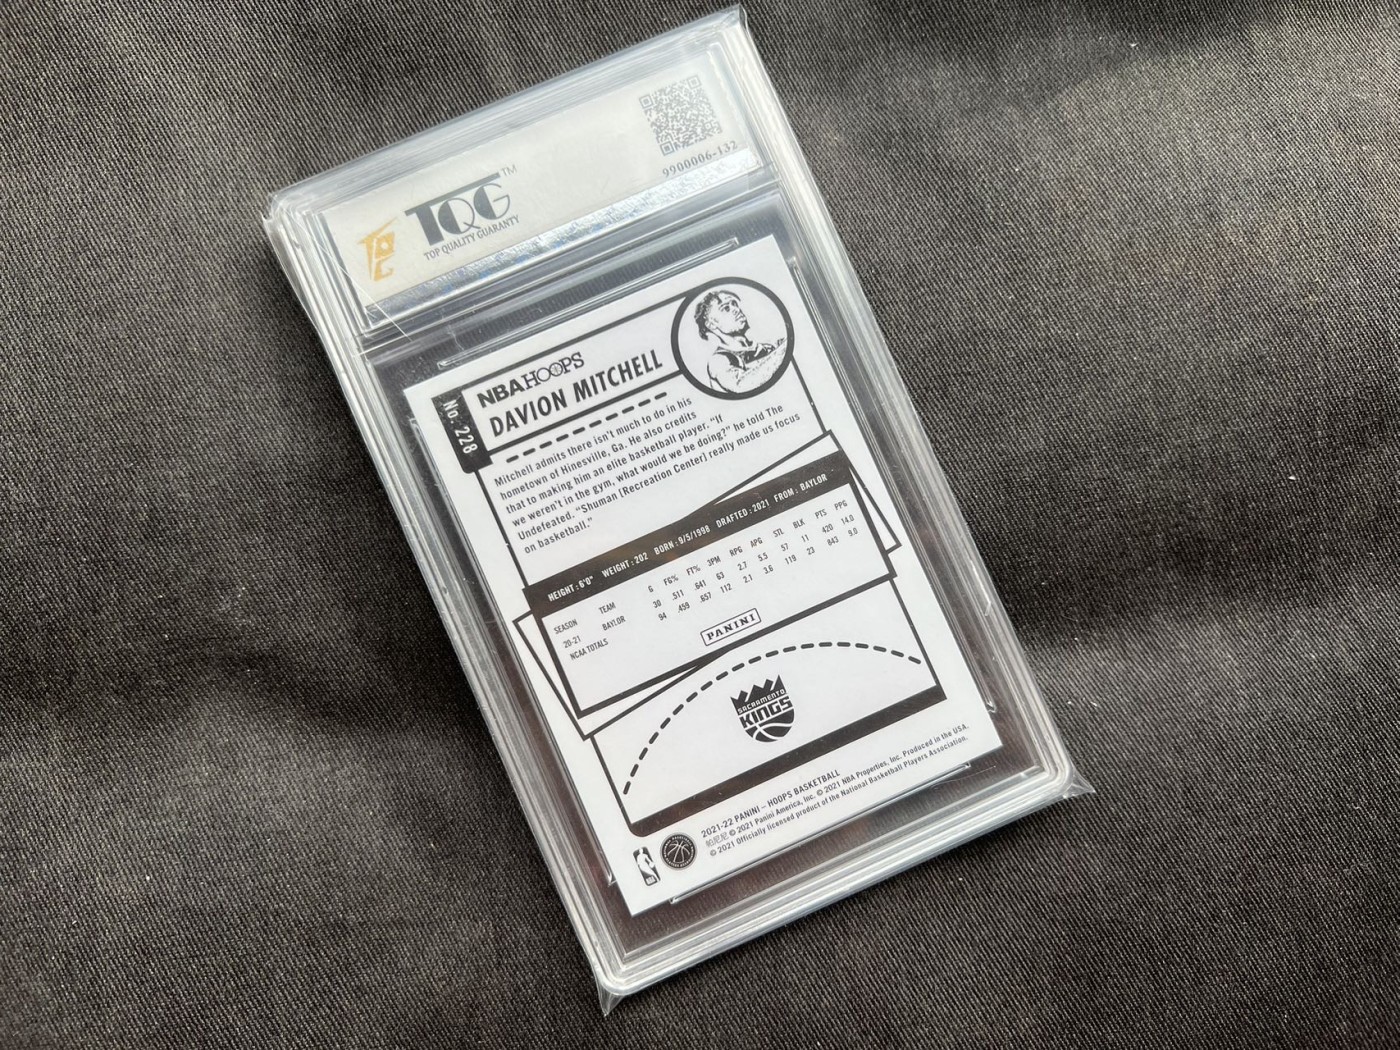 9900006-132
TQG™
TOP QUALITY GUARANTY
No. 228
NBA HOOPS
DAVION MITCHELL
Mitchell admits there isn't much to do in his
hometown of Hinesville, Ga. He also credits
that to making him an elite basketball player. "If
we weren't in the gym, what would we be doing?" he told The
Undefeated. "Shuman (Recreation Center) really made us focus
on basketball."
HEIGHT: 6'0" WEIGHT: 202 BORN: 9/5/1998 DRAFTED: 2021 FROM: BAYLOR
SEASON TEAM G FG% FT% 3PM RPG APG STL BLK PTS PPG
20-21 BAYLOR 30 .511 .641 63 2.7 5.5 57 11 420 14.0
NCAA TOTALS 94 .459 .657 112 2.1 3.6 119 23 843 9.0
PANINI
SACRAMENTO
KINGS
2021-22 PANINI – HOOPS BASKETBALL
帕尼尼 © 2021 Panini America, Inc. © 2021 NBA Properties, Inc. Produced in the USA.
© 2021 Officially licensed product of the National Basketball Players Association.